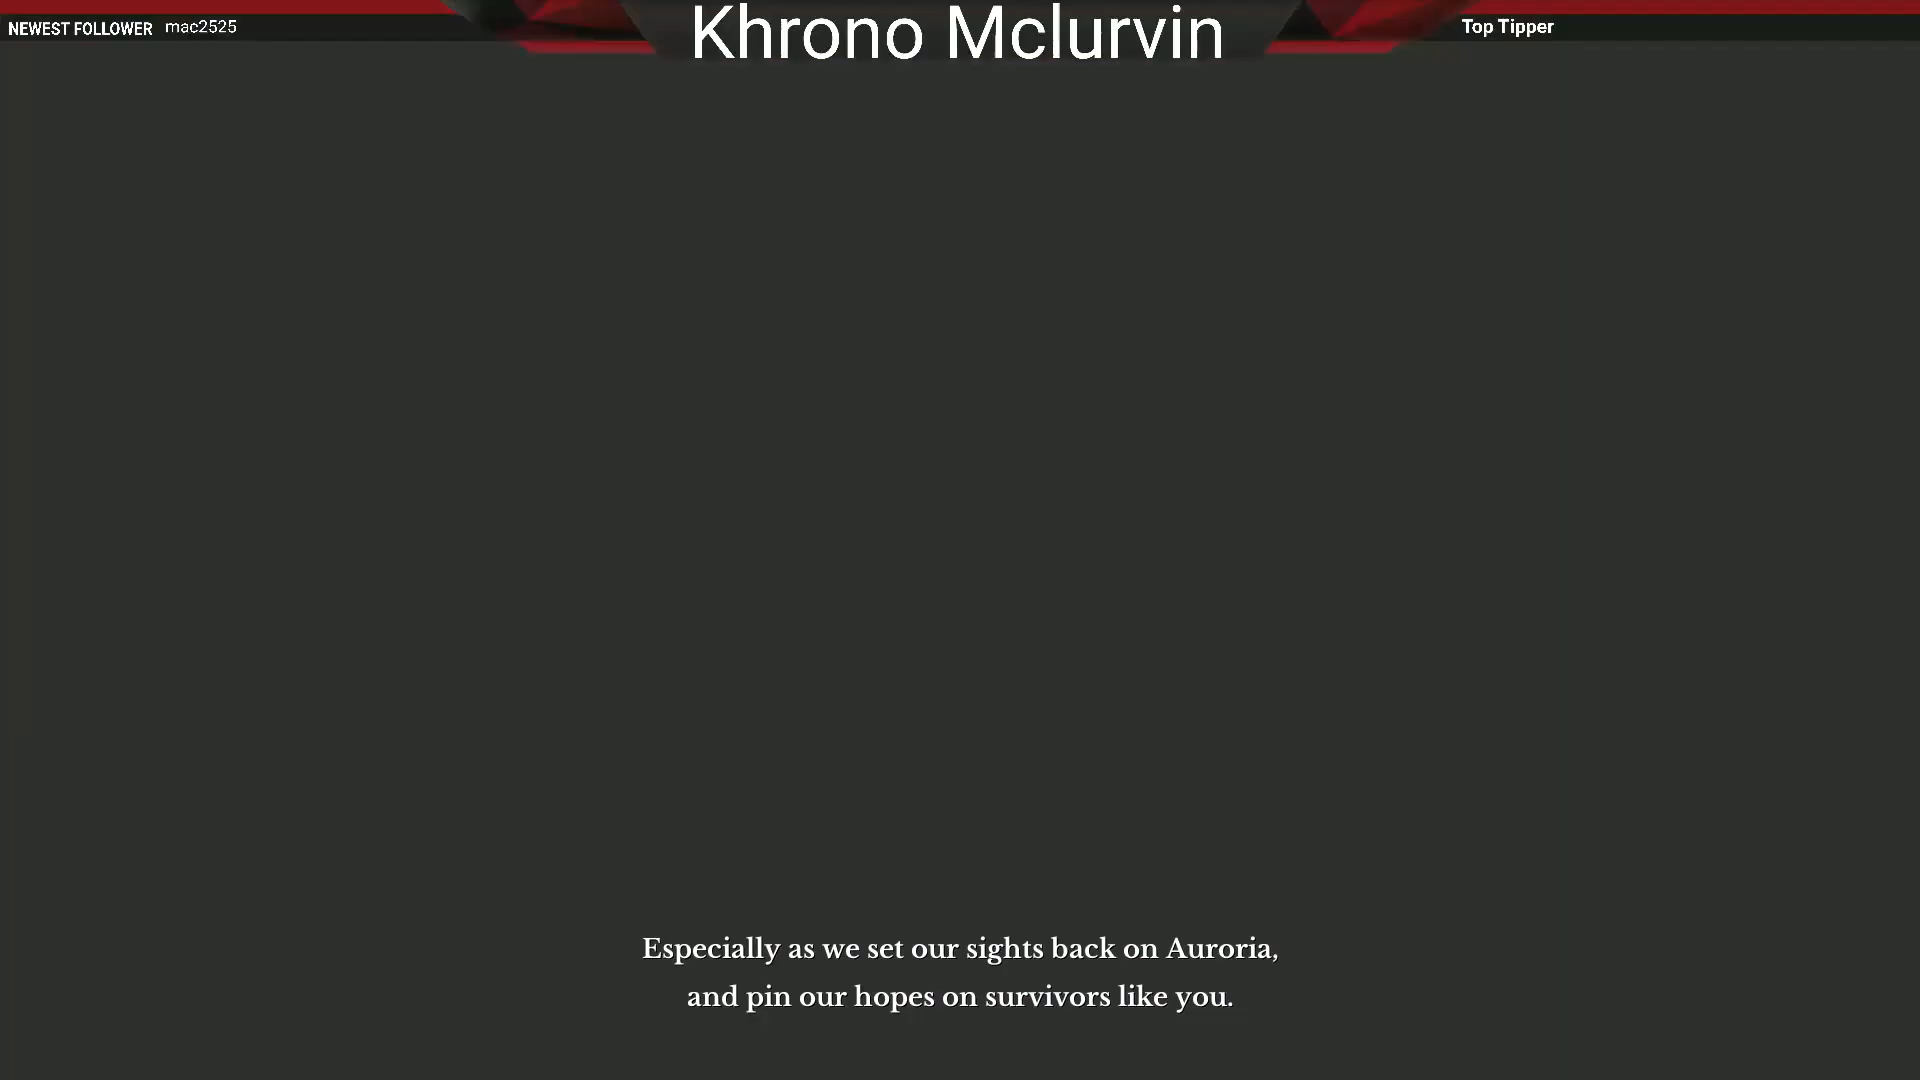 NEWEST FOLLOWER mac2525
Khrono Mclurvin
Top Tipper
Especially as we set our sights back on Auroria,
and pin our hopes on survivors like you.